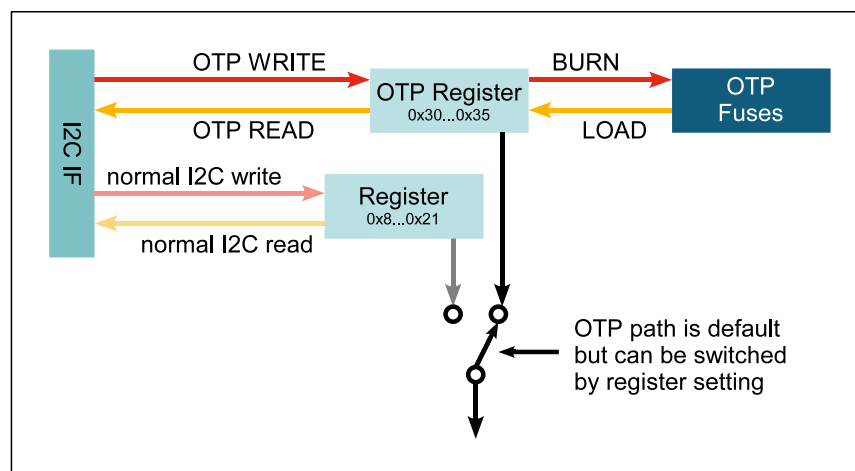 OTP WRITE
BURN
OTP Register
0x30...0x35
OTP
Fuses
OTP READ
LOAD
I2C IF
normal I2C write
Register
0x8...0x21
normal I2C read
OTP path is default
but can be switched
by register setting